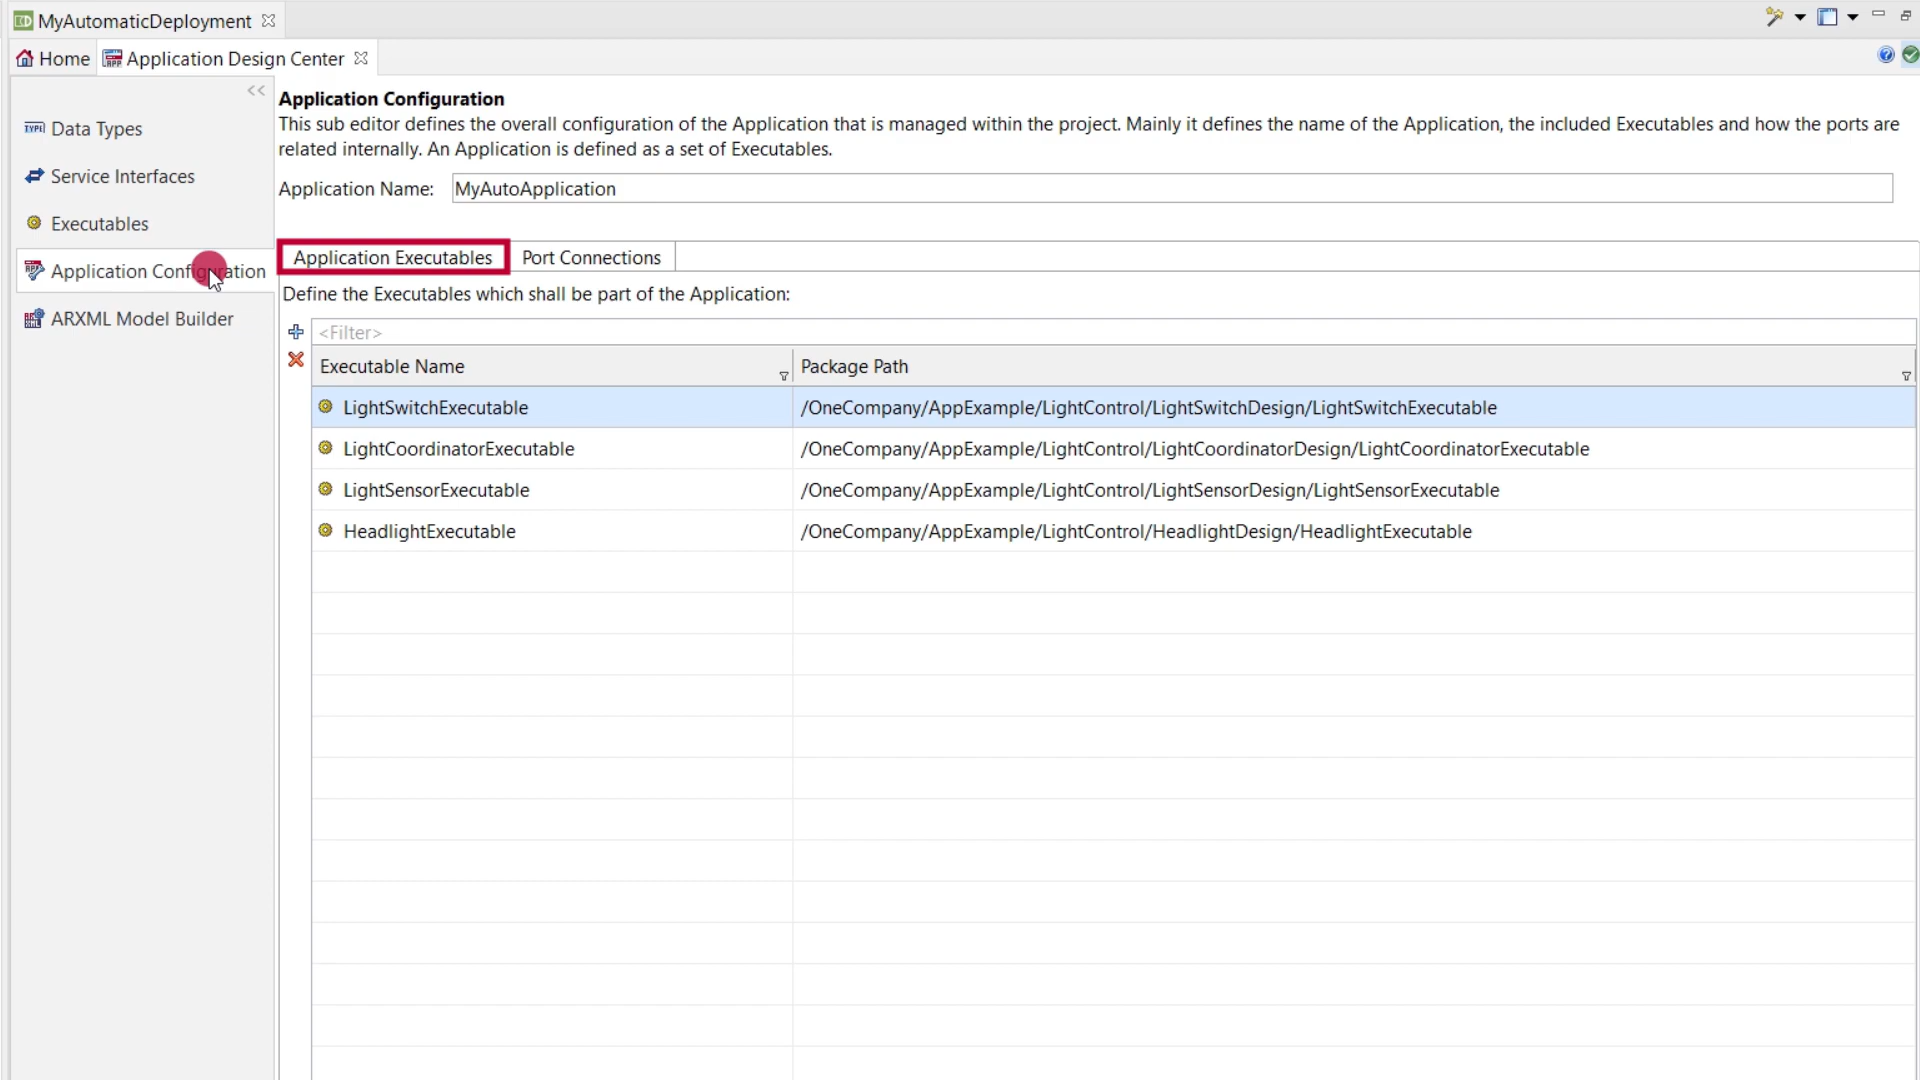 MyAutomaticDeployment
Home Application Design Center
Data Types
Service Interfaces
Executables
Application Configuration
ARXML Model Builder
Application Configuration
This sub editor defines the overall configuration of the Application that is managed within the project. Mainly it defines the name of the Application, the included Executables and how the ports are
related internally. An Application is defined as a set of Executables.
Application Name: MyAutoApplication
Application Executables Port Connections
Define the Executables which shall be part of the Application:
<Filter>
Executable Name Package Path
LightSwitchExecutable /OneCompany/AppExample/LightControl/LightSwitchDesign/LightSwitchExecutable
LightCoordinatorExecutable /OneCompany/AppExample/LightControl/LightCoordinatorDesign/LightCoordinatorExecutable
LightSensorExecutable /OneCompany/AppExample/LightControl/LightSensorDesign/LightSensorExecutable
HeadlightExecutable /OneCompany/AppExample/LightControl/HeadlightDesign/HeadlightExecutable